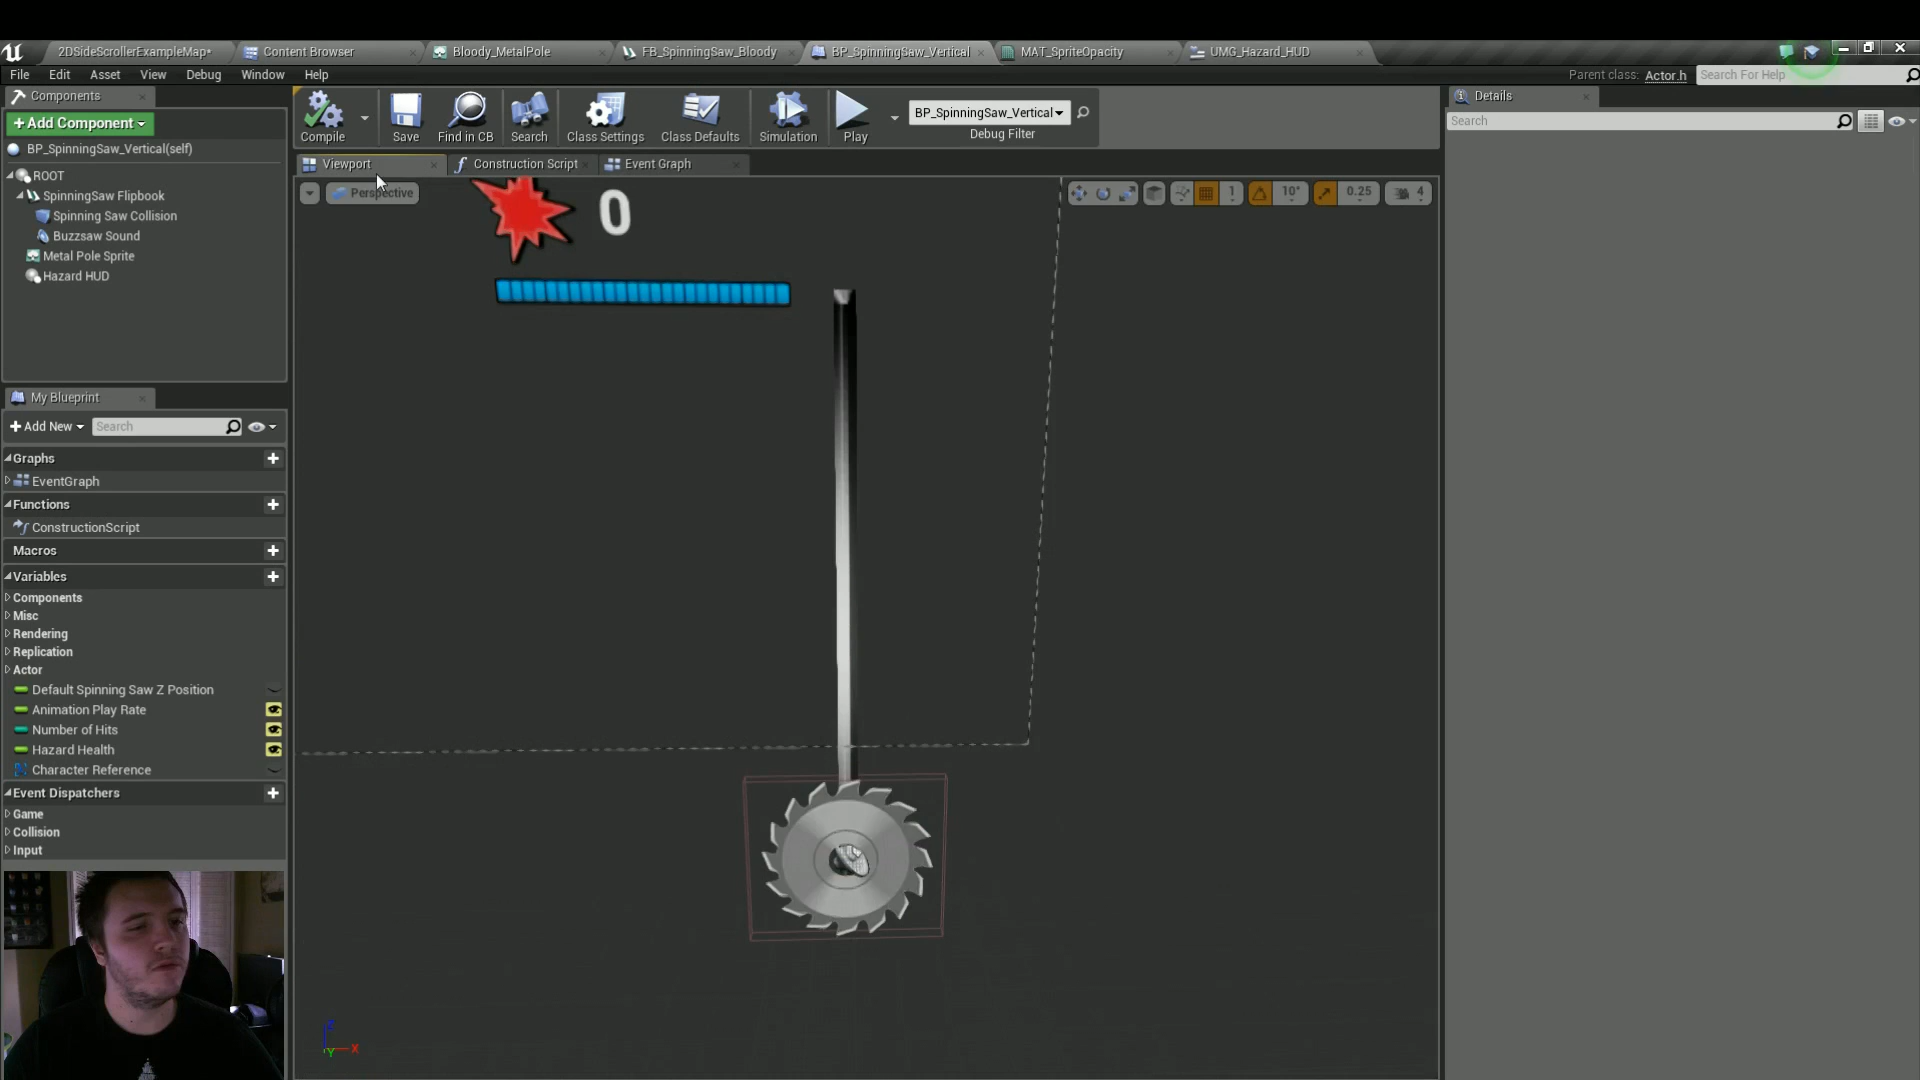 2DSideScrollerExampleMap*
Content Browser
Bloody_MetalPole
FB_SpinningSaw_Bloody
BP_SpinningSaw_Vertical
MAT_SpriteOpacity
UMG_Hazard_HUD
File Edit Asset View Debug Window Help
Parent class: Actor.h
Search For Help
Components
+Add Component
BP_SpinningSaw_Vertical(self)
ROOT
SpinningSaw Flipbook
Spinning Saw Collision
Buzzsaw Sound
Metal Pole Sprite
Hazard HUD
My Blueprint
+Add New
Search
Graphs
EventGraph
Functions
ConstructionScript
Macros
Variables
Components
Misc
Rendering
Replication
Actor
Default Spinning Saw Z Position
Animation Play Rate
Number of Hits
Hazard Health
Character Reference
Event Dispatchers
Game
Collision
Input
Compile
Save
Find in CB
Search
Class Settings
Class Defaults
Simulation
Play
BP_SpinningSaw_Vertical
Debug Filter
Viewport
Construction Script
Event Graph
Perspective
1
10°
0.25
4
0
Z
Y
X
Details
Search